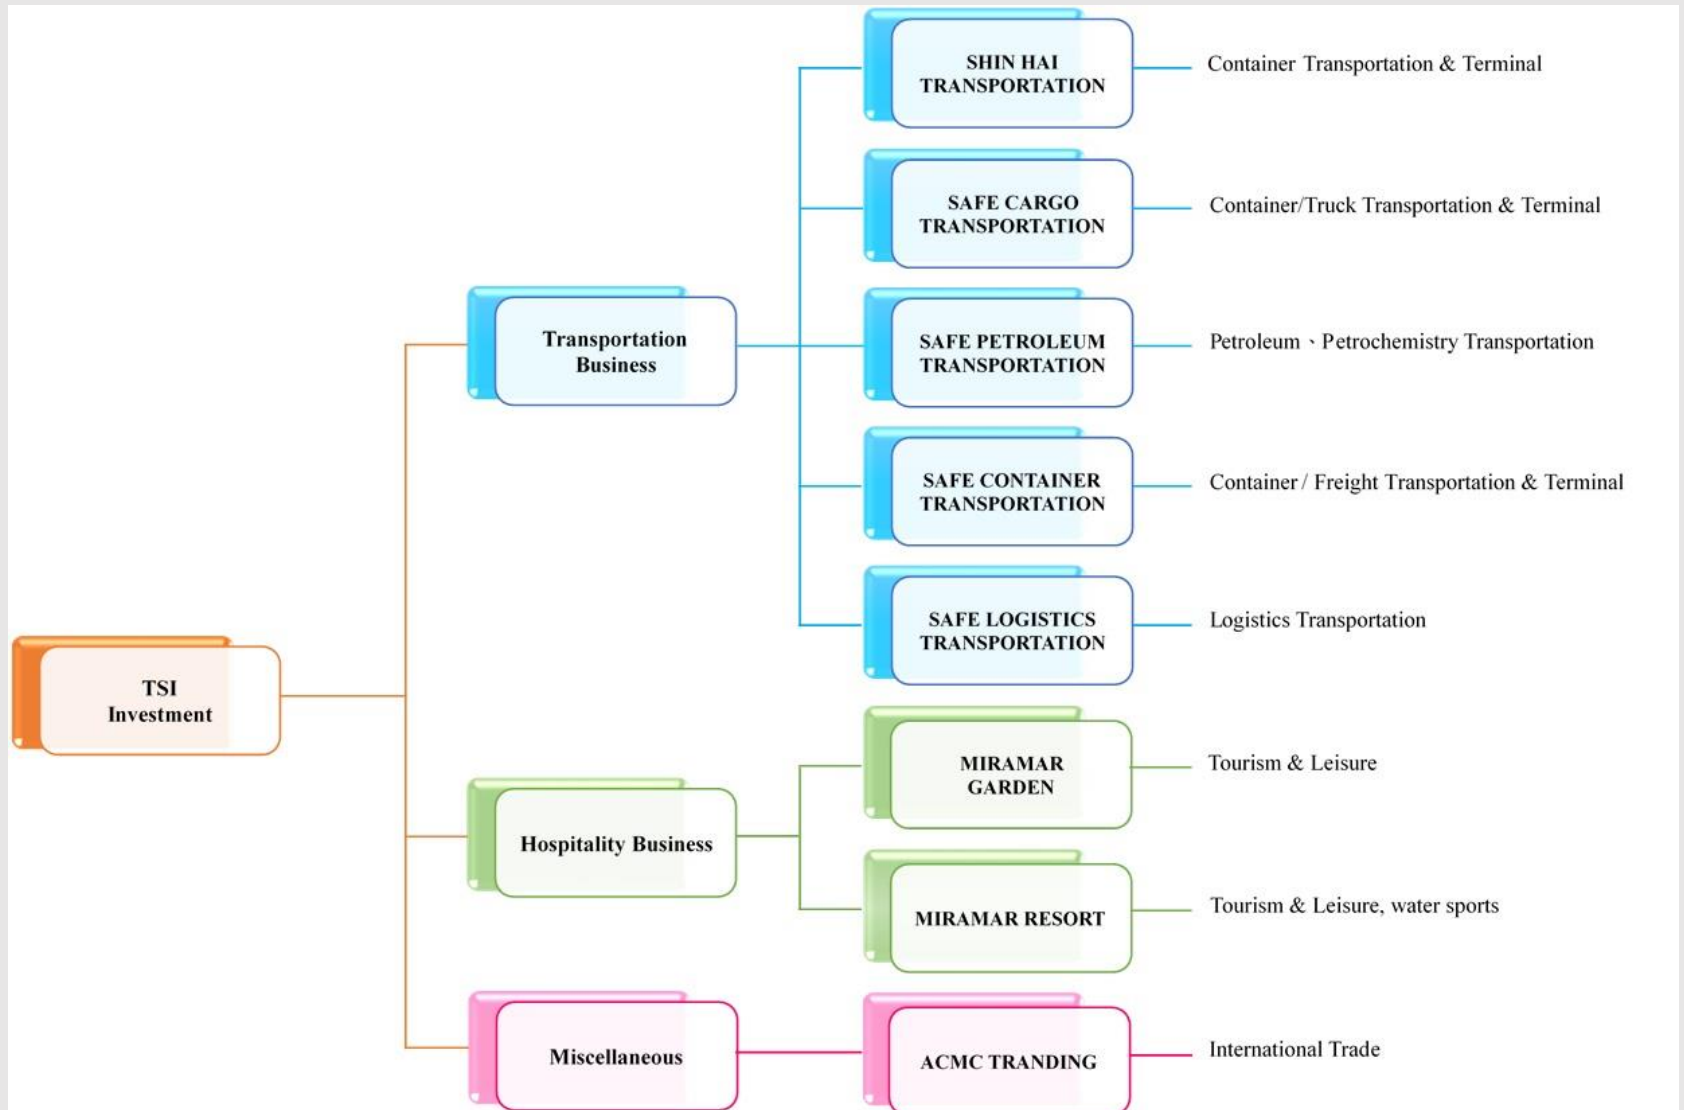 SHIN HAI
TRANSPORTATION
Container Transportation & Terminal
SAFE CARGO
TRANSPORTATION
Container/Truck Transportation & Terminal
Transportation
Business
SAFE PETROLEUM
TRANSPORTATION
Petroleum、Petrochemistry Transportation
SAFE CONTAINER
TRANSPORTATION
Container / Freight Transportation & Terminal
SAFE LOGISTICS
TRANSPORTATION
Logistics Transportation
TSI
Investment
MIRAMAR
GARDEN
Tourism & Leisure
Hospitality Business
MIRAMAR RESORT
Tourism & Leisure, water sports
Miscellaneous
ACMC TRANDING
International Trade